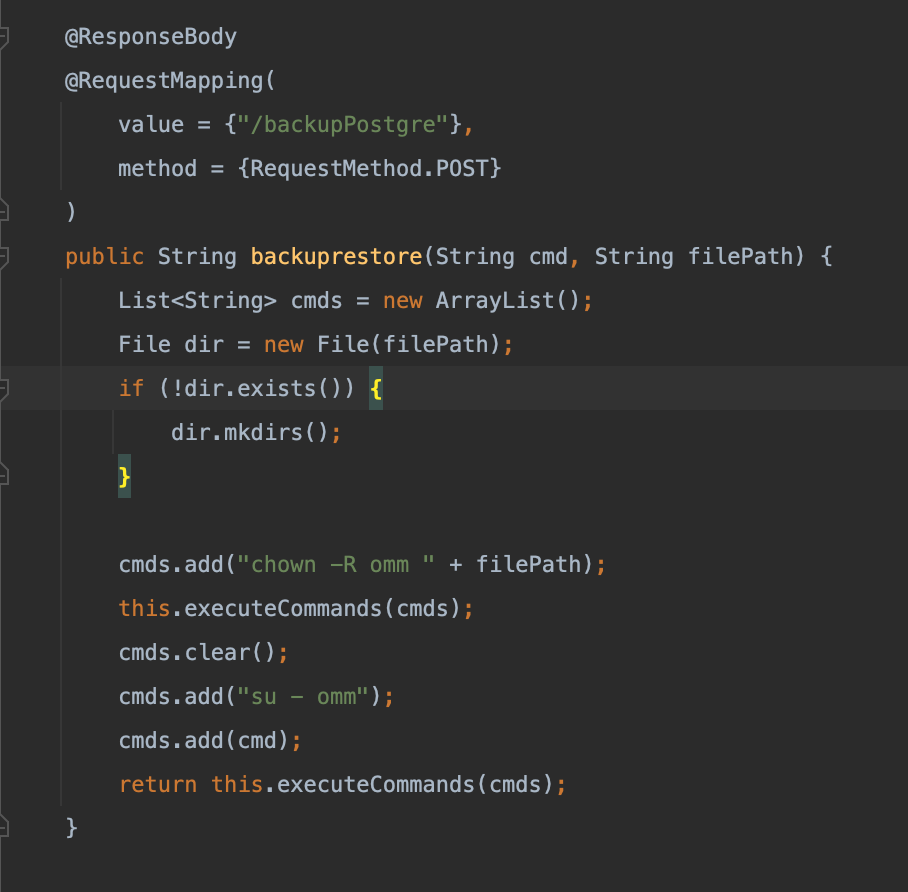 @ResponseBody
@RequestMapping(
value = {"/backupPostgre"},
method = {RequestMethod.POST}
)
public String backuprestore(String cmd, String filePath) {
List<String> cmds = new ArrayList();
File dir = new File(filePath);
if (!dir.exists()) {
dir.mkdirs();
}
cmds.add("chown -R omm " + filePath);
this.executeCommands(cmds);
cmds.clear();
cmds.add("su - omm");
cmds.add(cmd);
return this.executeCommands(cmds);
}